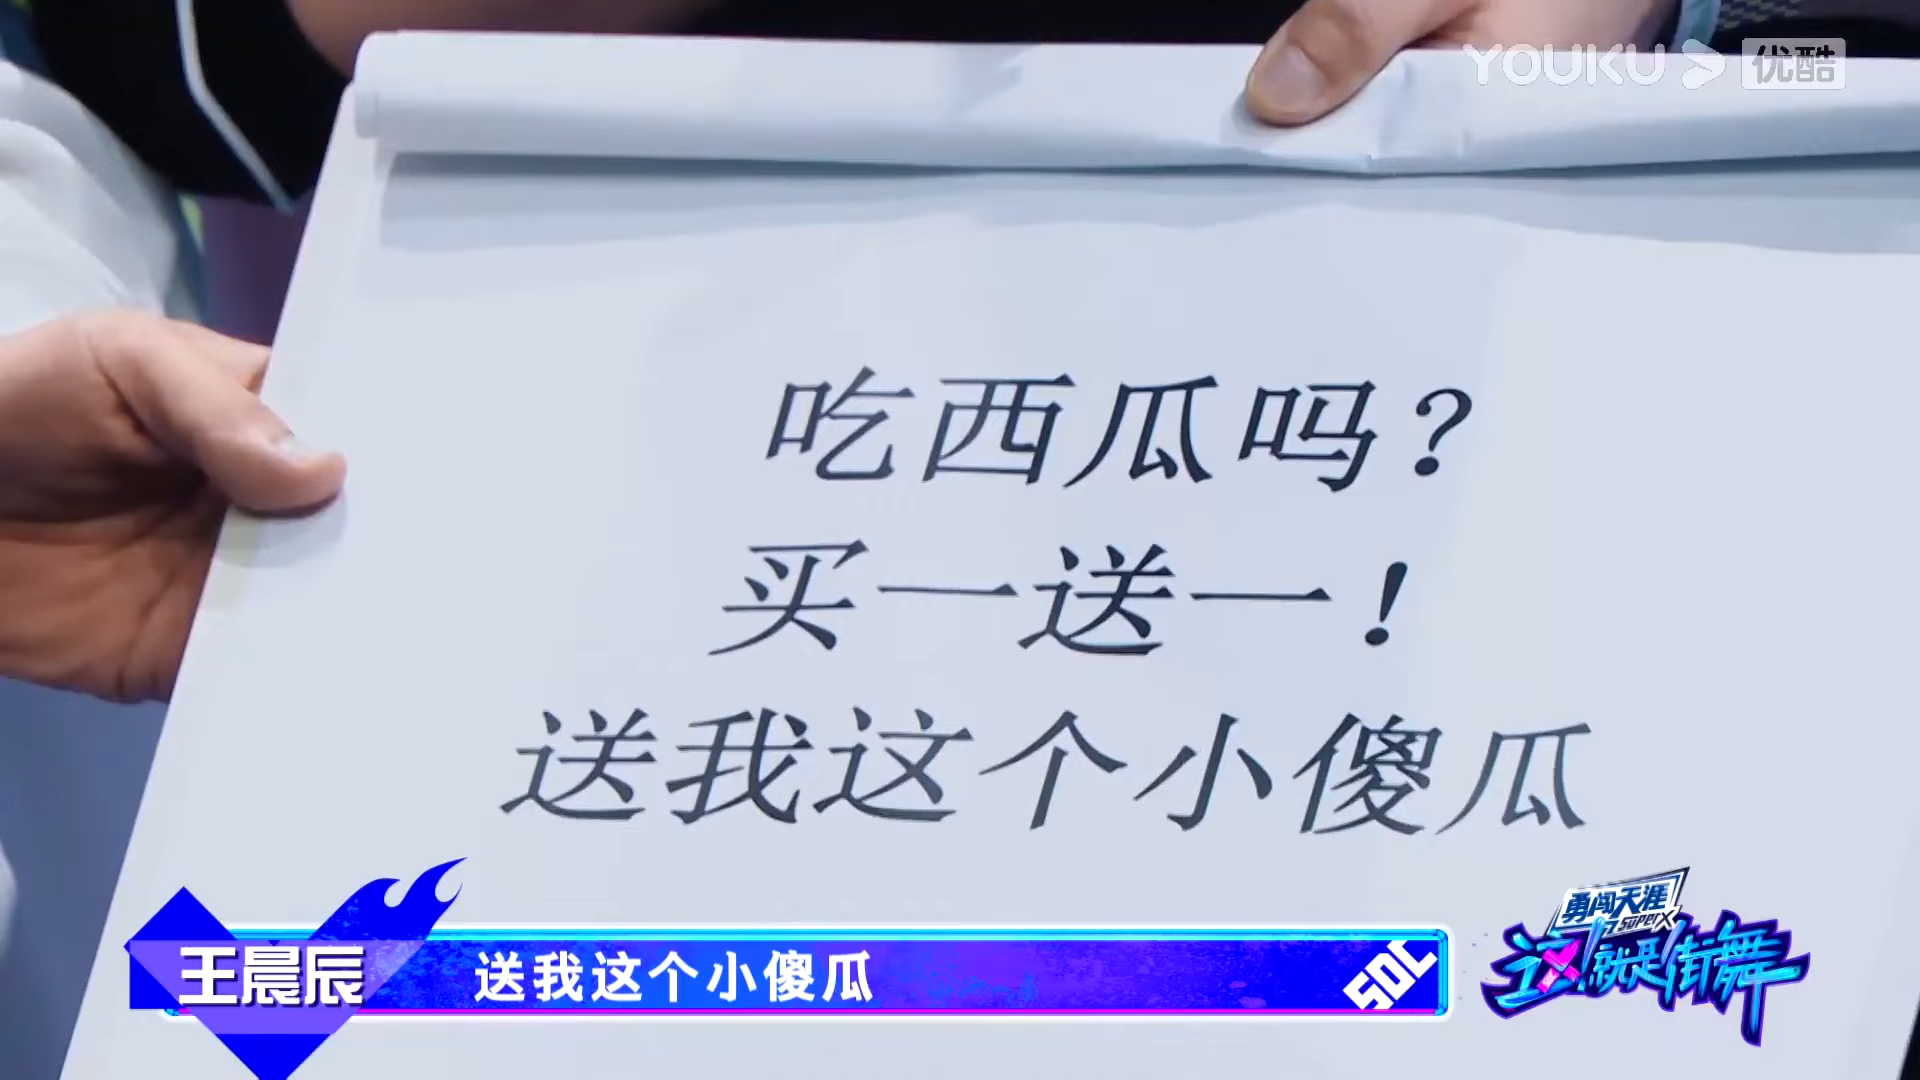 YOUKU 优酷
吃西瓜吗？
买一送一！
送我这个小傻瓜
王晨辰
送我这个小傻瓜
SDC
勇闯天涯
superX
这！就是街舞